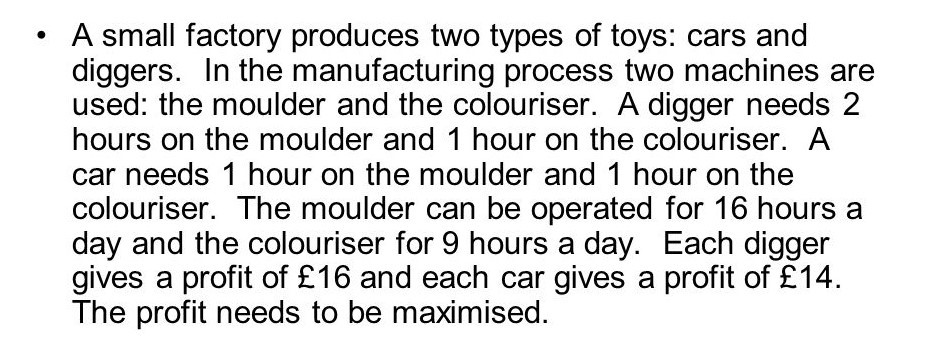 • A small factory produces two types of toys: cars and
diggers.  In the manufacturing process two machines are
used: the moulder and the colouriser.  A digger needs 2
hours on the moulder and 1 hour on the colouriser.  A
car needs 1 hour on the moulder and 1 hour on the
colouriser.  The moulder can be operated for 16 hours a
day and the colouriser for 9 hours a day.  Each digger
gives a profit of £16 and each car gives a profit of £14.
The profit needs to be maximised.